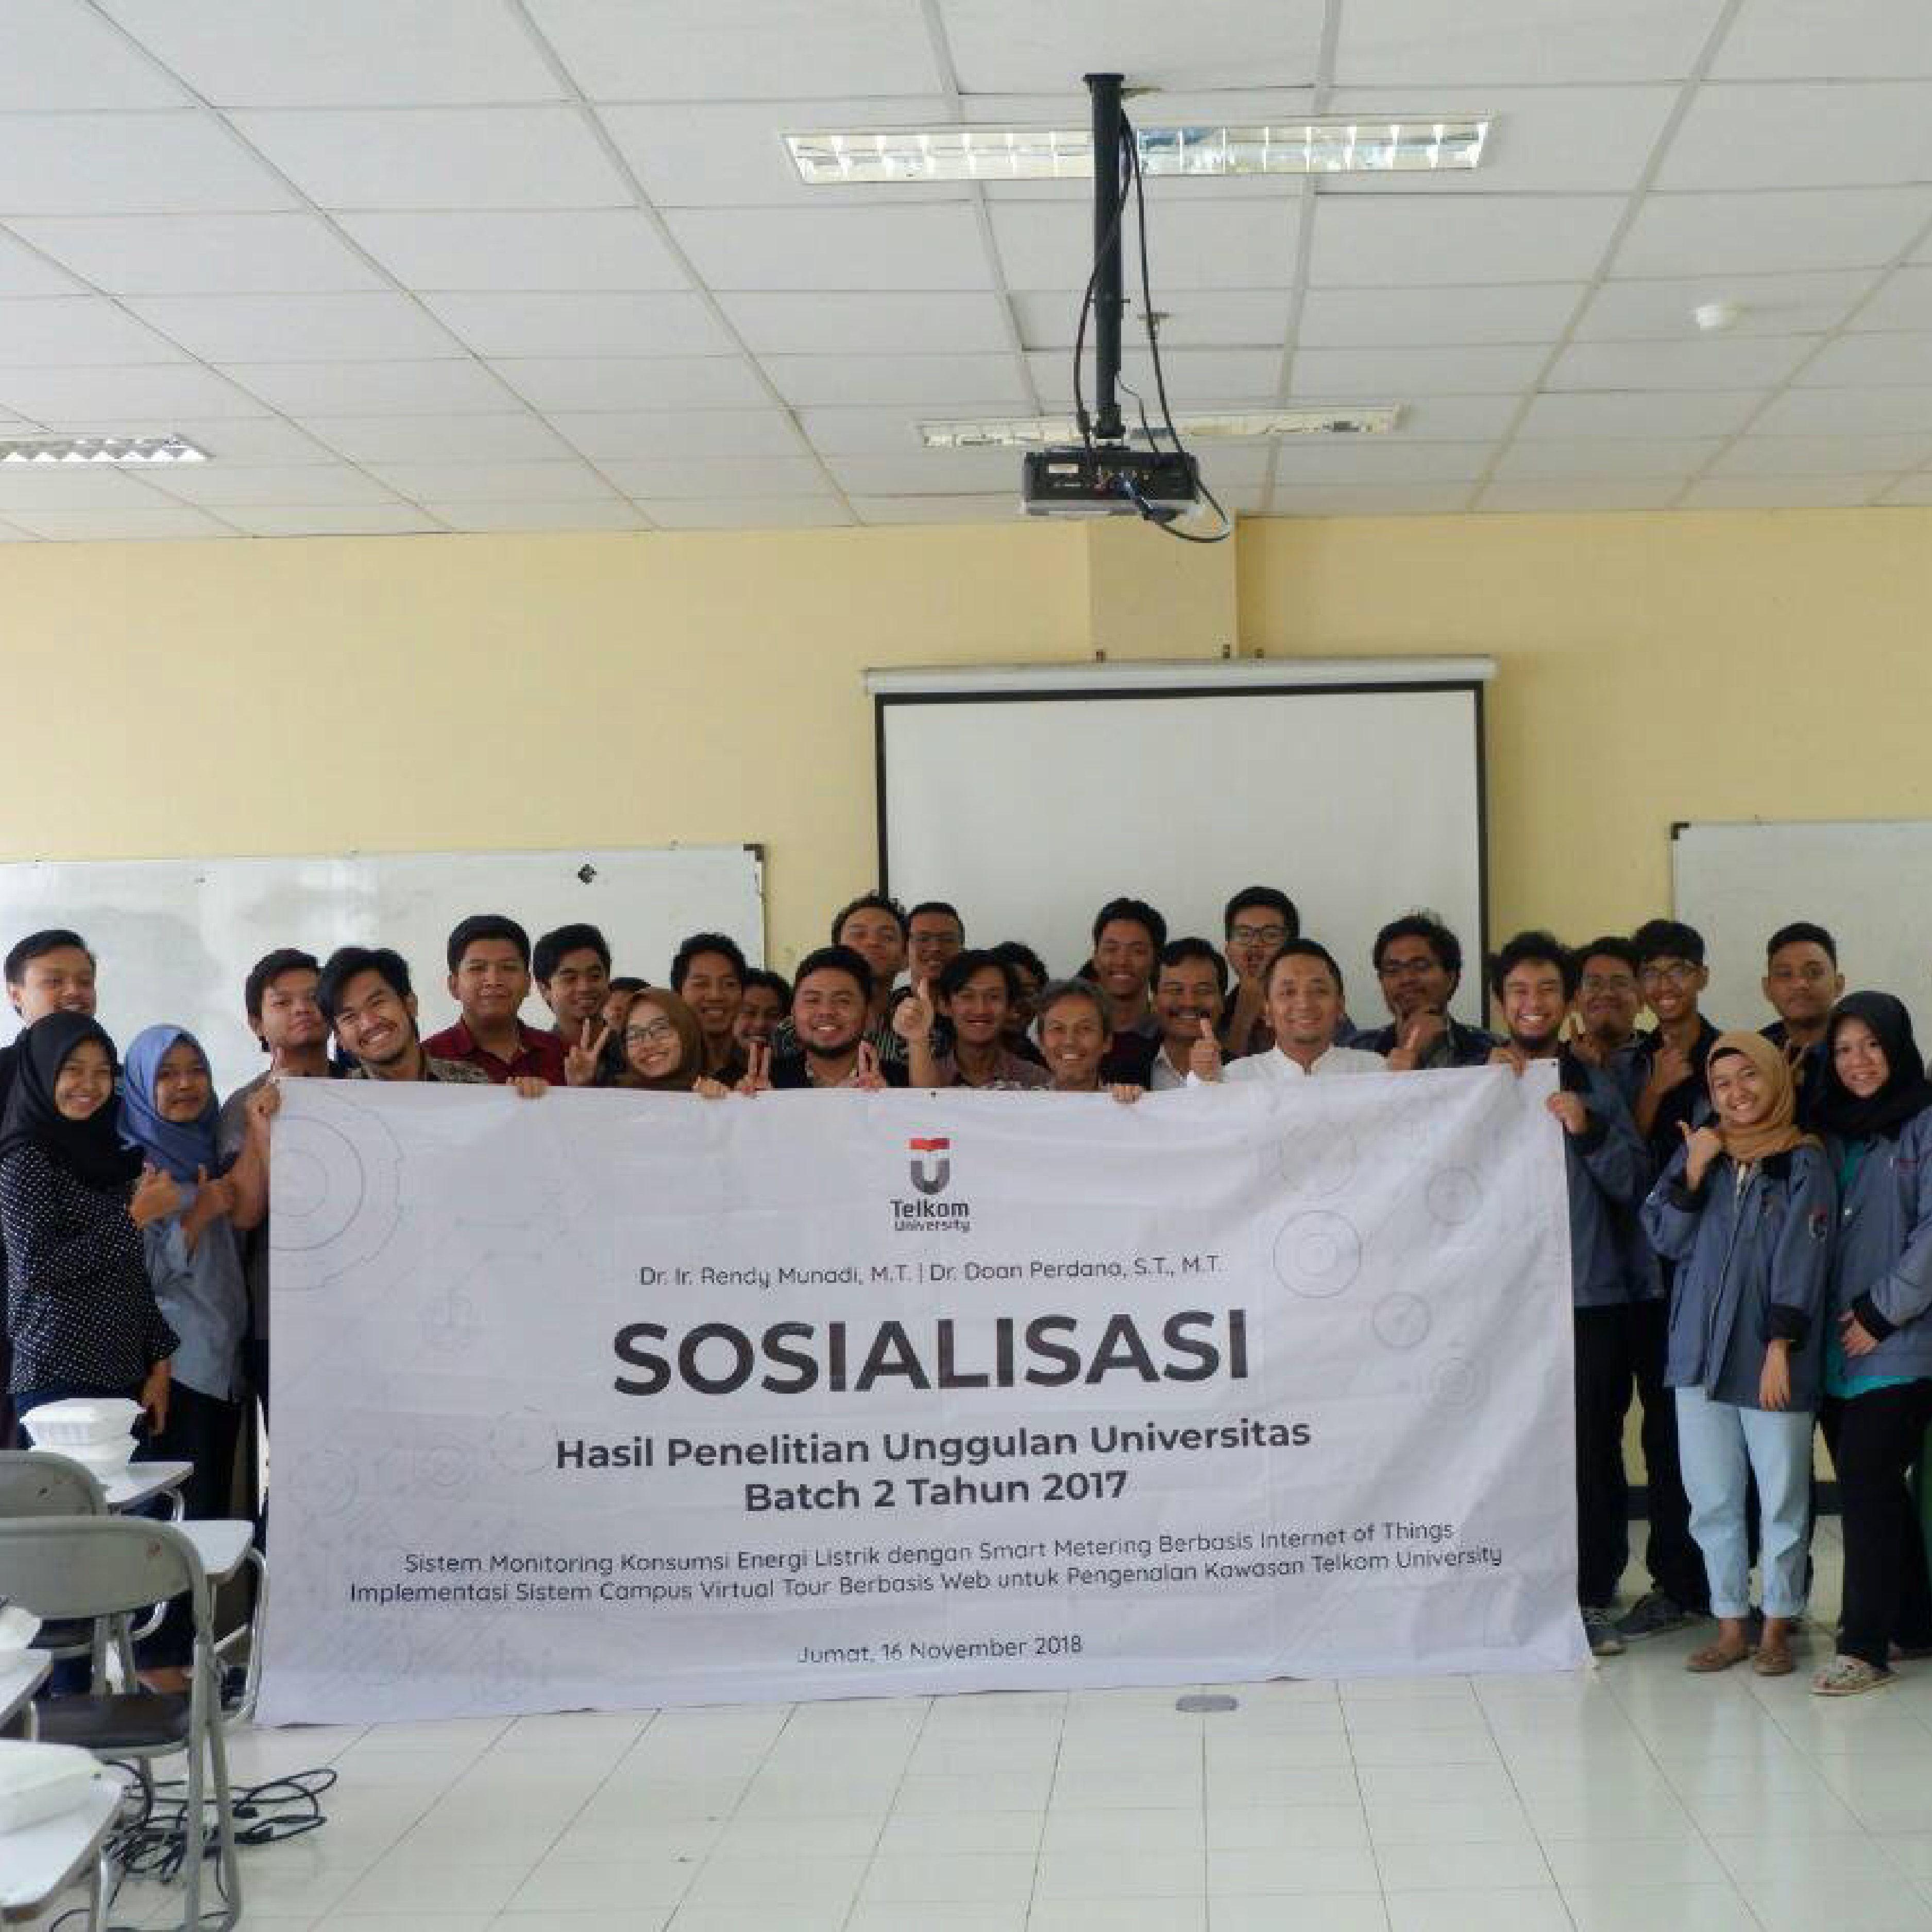 Telkom
University
Dr. Ir. Rendy Munadi, M.T. | Dr. Doan Perdana, S.T., M.T.
SOSIALISASI
Hasil Penelitian Unggulan Universitas
Batch 2 Tahun 2017
Sistem Monitoring Konsumsi Energi Listrik dengan Smart Metering Berbasis Internet of Things
Implementasi Sistem Campus Virtual Tour Berbasis Web untuk Pengenalan Kawasan Telkom University
Jumat, 16 November 2018